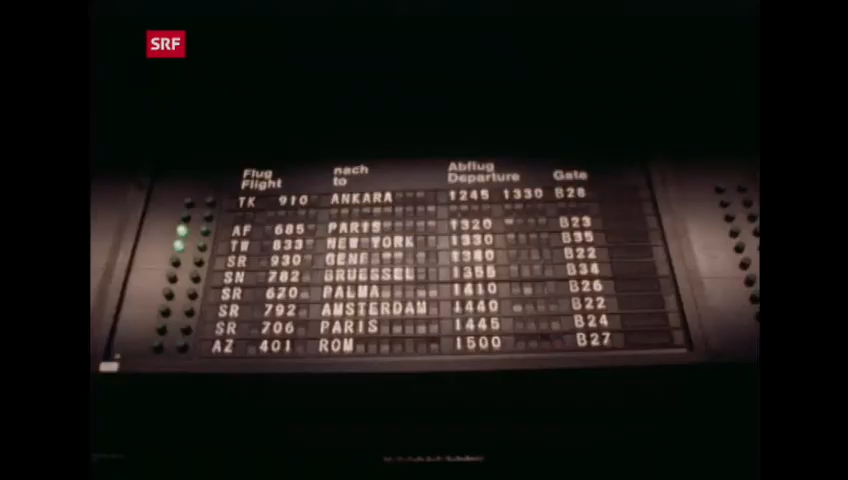 SRF
Flug nach Abflug Gate
Flight to Departure
TK 910 ANKARA 1245 1330 B28
AF 685 PARIS 1320 B23
TW 833 NEW YORK 1330 B35
SR 930 GENF 1340 B22
SN 782 BRUESSEL 1355 B34
SR 620 PALMA 1410 B26
SR 792 AMSTERDAM 1440 B22
SR 706 PARIS 1445 B24
AZ 401 ROM 1500 B27